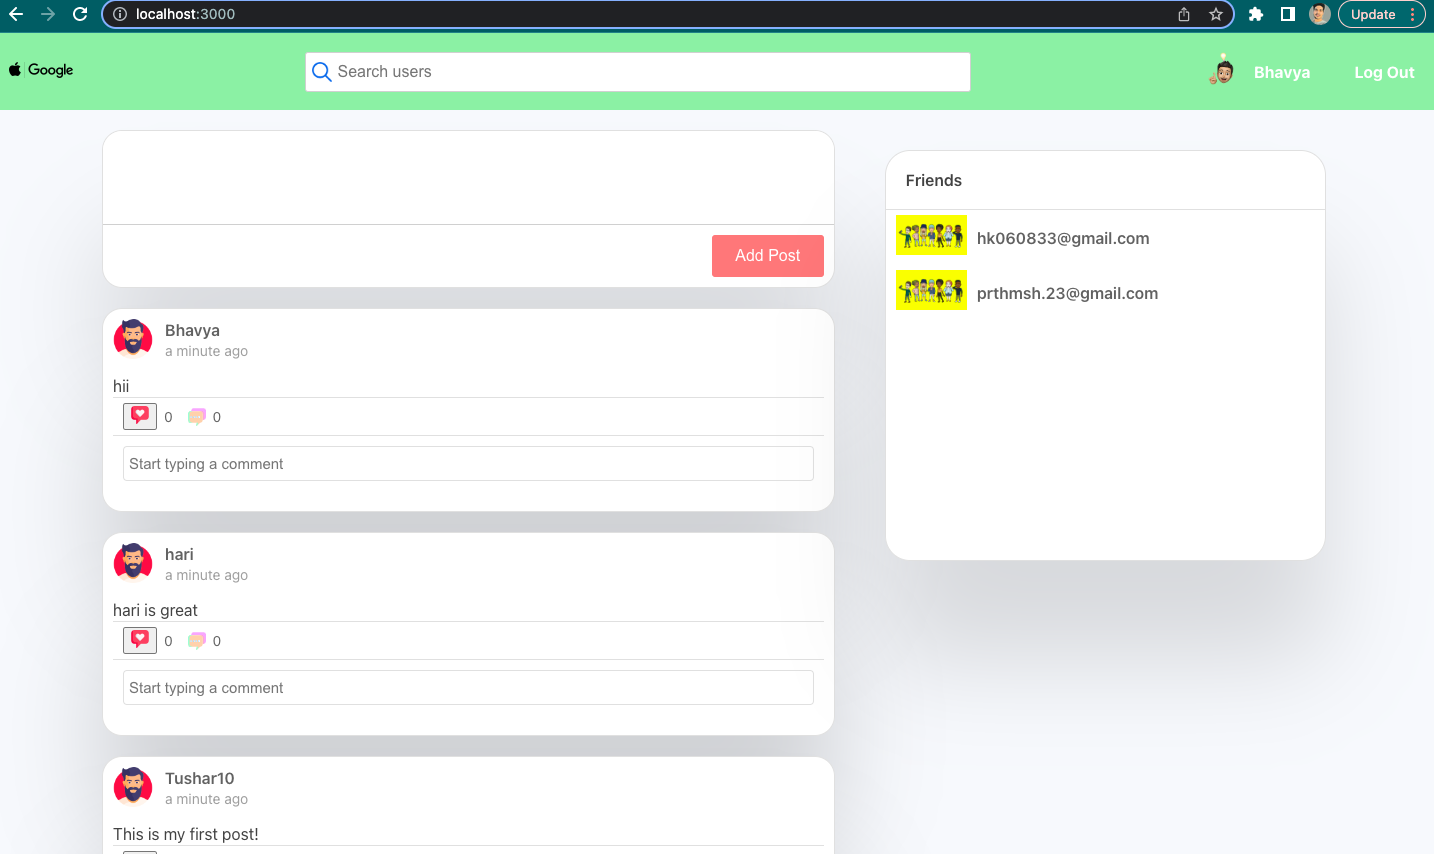 localhost:3000
Update
Google
Search users
Bhavya
Log Out
Add Post
Friends
hk060833@gmail.com
prthmsh.23@gmail.com
Bhavya
a minute ago
hii
0 0
Start typing a comment
hari
a minute ago
hari is great
0 0
Start typing a comment
Tushar10
a minute ago
This is my first post!